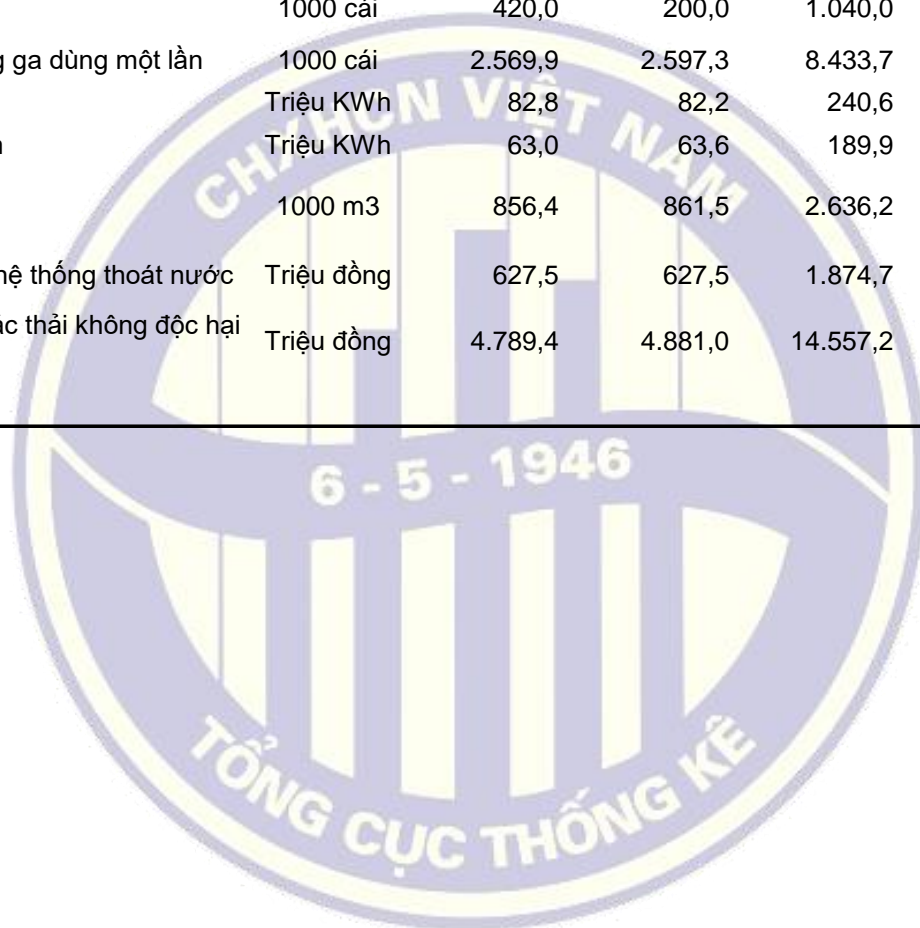 1000 cái 420,0 200,0 1.040,0
ga dùng một lần 1000 cái 2.569,9 2.597,3 8.433,7
Triệu KWh 82,8 82,2 240,6
Triệu KWh 63,0 63,6 189,9
1000 m3 856,4 861,5 2.636,2
hệ thống thoát nước Triệu đồng 627,5 627,5 1.874,7
thải không độc hại
Triệu đồng 4.789,4 4.881,0 14.557,2
CHXHCN VIỆT NAM
6 - 5 - 1946
TỔNG CỤC THỐNG KÊ